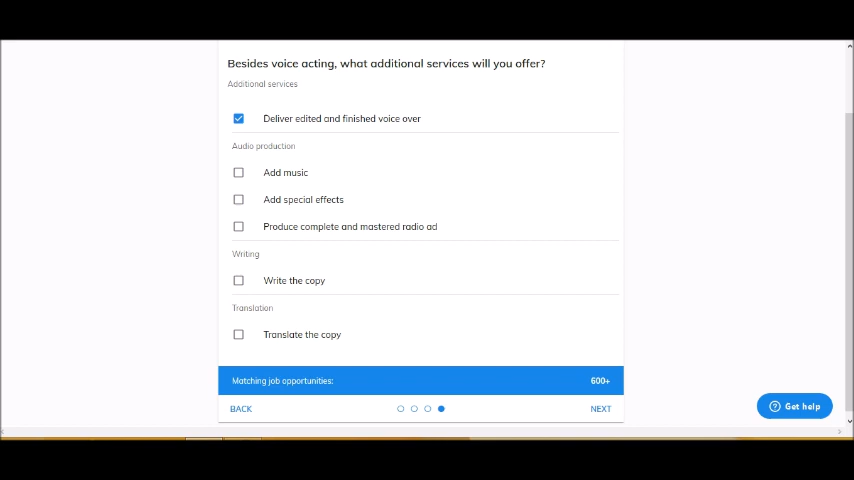 Besides voice acting, what additional services will you offer?
Additional services
Deliver edited and finished voice over
Audio production
Add music
Add special effects
Produce complete and mastered radio ad
Writing
Write the copy
Translation
Translate the copy
Matching job opportunities: 600+
BACK NEXT
Get help